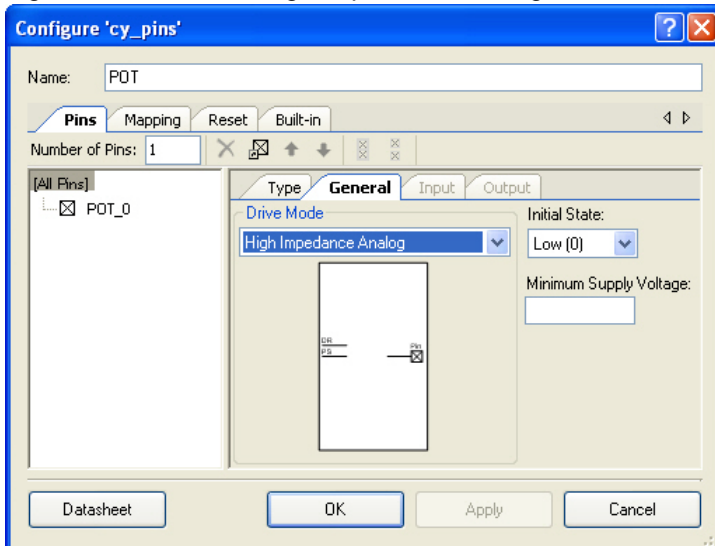 Configure 'cy_pins'
Name: POT
Pins Mapping Reset Built-in
Number of Pins: 1
[All Pins]
POT_0
Type General Input Output
Drive Mode
High Impedance Analog
Initial State:
Low (0)
Minimum Supply Voltage:
DR
PS
Pin
Datasheet OK Apply Cancel